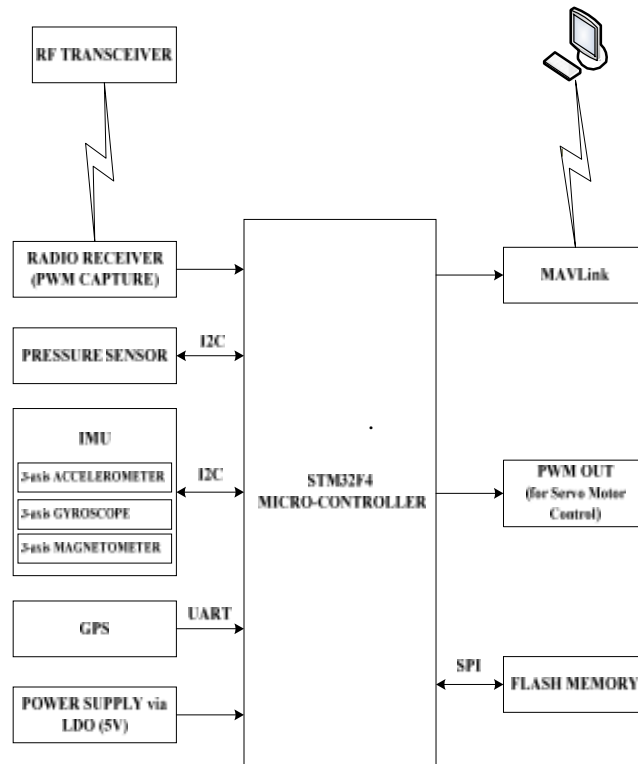 RF TRANSCEIVER
RADIO RECEIVER
(PWM CAPTURE)
MAVLink
PRESSURE SENSOR
I2C
IMU
3-axis ACCELEROMETER
3-axis GYROSCOPE
3-axis MAGNETOMETER
I2C
STM32F4
MICRO-CONTROLLER
PWM OUT
(for Servo Motor
Control)
GPS
UART
POWER SUPPLY via
LDO (5V)
SPI
FLASH MEMORY